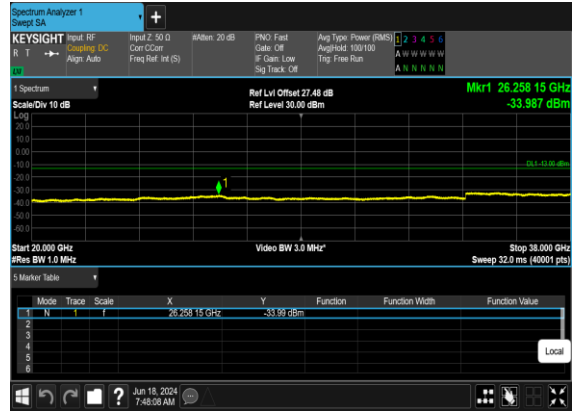 Spectrum Analyzer 1
Swept SA
+
KEYSIGHT Input: RF Input Z: 50 Ω #Atten: 20 dB PNO: Fast Avg Type: Power (RMS) 1 2 3 4 5 6
R T Coupling: DC Corr CCorr Gate: Off Avg|Hold: 100/100 A W W W W W
Align: Auto Freq Ref: Int (S) IF Gain: Low Trig: Free Run
Sig Track: Off A N N N N N
1 Spectrum Ref Lvl Offset 27.48 dB Mkr1 26.258 15 GHz
Scale/Div 10 dB Ref Level 30.00 dBm -33.987 dBm
Log
20.0
10.0
0.00
-10.0 DL1 -13.00 dBm
-20.0
-30.0 1
-40.0
-50.0
-60.0
Start 20.000 GHz Video BW 3.0 MHz* Stop 38.000 GHz
#Res BW 1.0 MHz Sweep 32.0 ms (40001 pts)
5 Marker Table
Mode Trace Scale X Y Function Function Width Function Value
1 N 1 f 26.258 15 GHz -33.99 dBm
2
3
4
5
6
Local
? Jun 18, 2024
7:48:08 AM